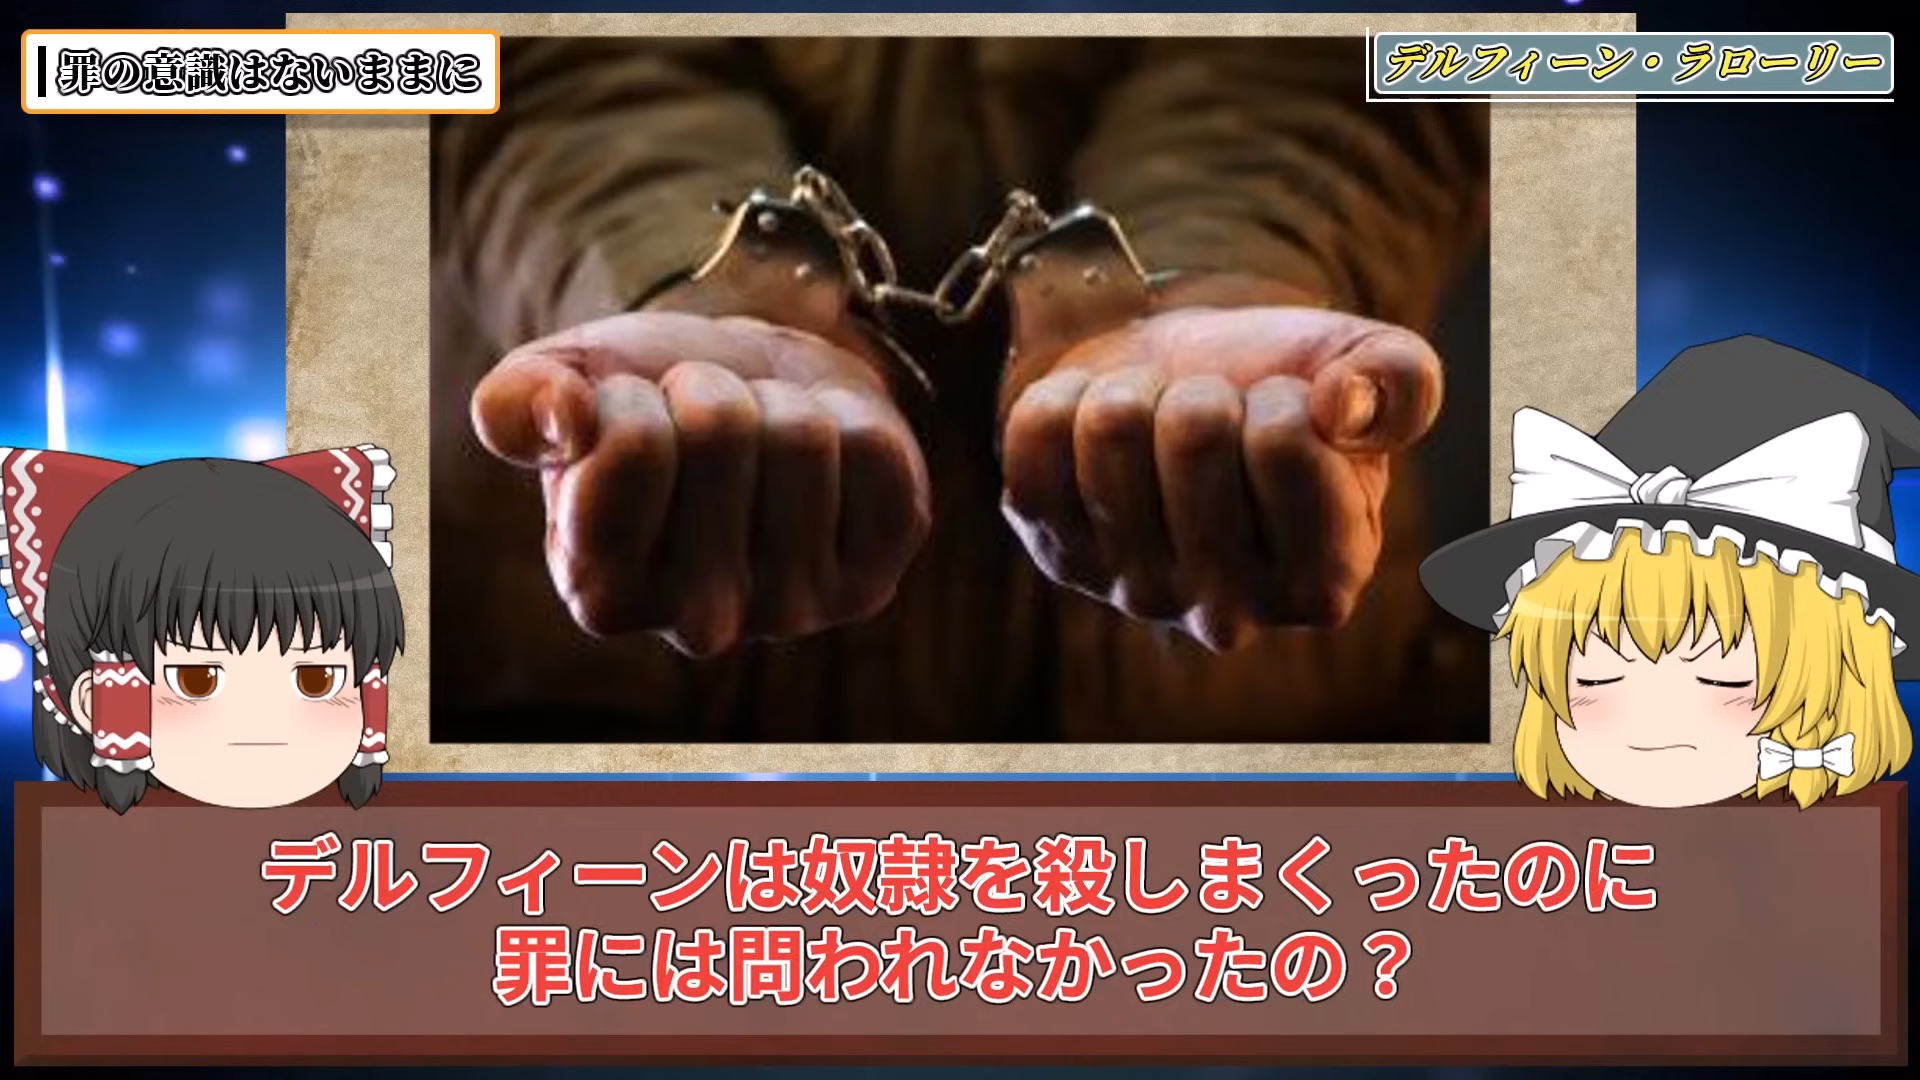 罪の意識はないままに
デルフィーン・ラローリー
デルフィーンは奴隷を殺しまくったのに
罪には問われなかったの？